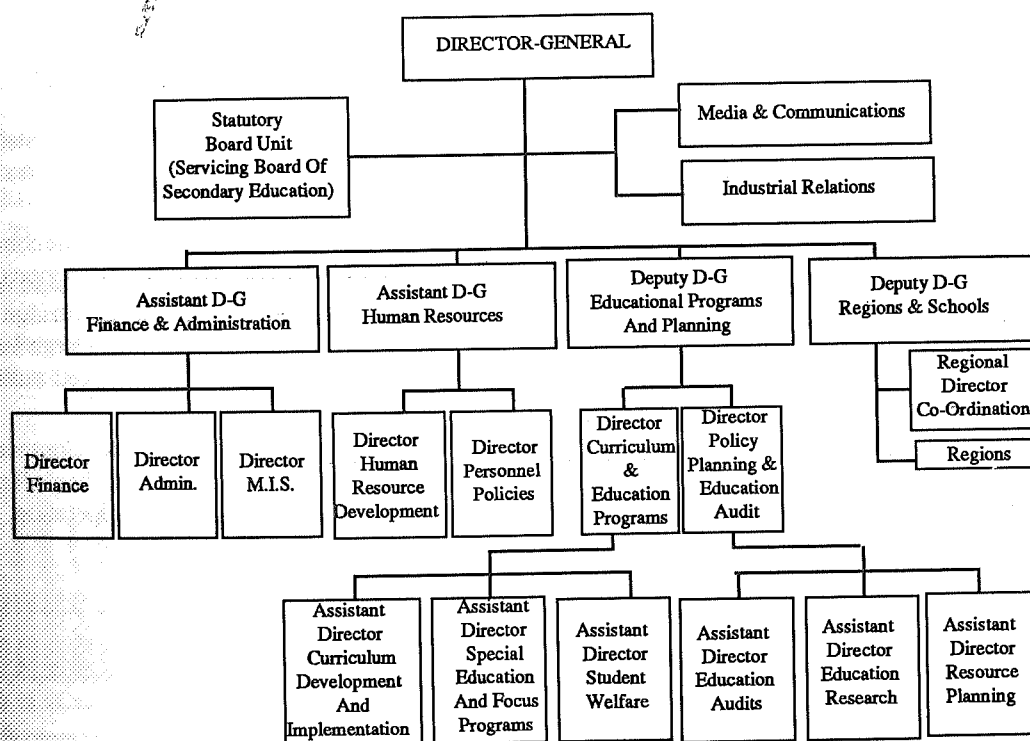 DIRECTOR-GENERAL
Statutory
Board Unit
(Servicing Board Of
Secondary Education)
Media & Communications
Industrial Relations
Assistant D-G
Finance & Administration
Assistant D-G
Human Resources
Deputy D-G
Educational Programs
And Planning
Deputy D-G
Regions & Schools
Regional
Director
Co-Ordination
Regions
Director
Finance
Director
Admin.
Director
M.I.S.
Director
Human
Resource
Development
Director
Personnel
Policies
Director
Curriculum
&
Education
Programs
Director
Policy
Planning &
Education
Audit
Assistant
Director
Curriculum
Development
And
Implementation
Assistant
Director
Special
Education
And Focus
Programs
Assistant
Director
Student
Welfare
Assistant
Director
Education
Audits
Assistant
Director
Education
Research
Assistant
Director
Resource
Planning